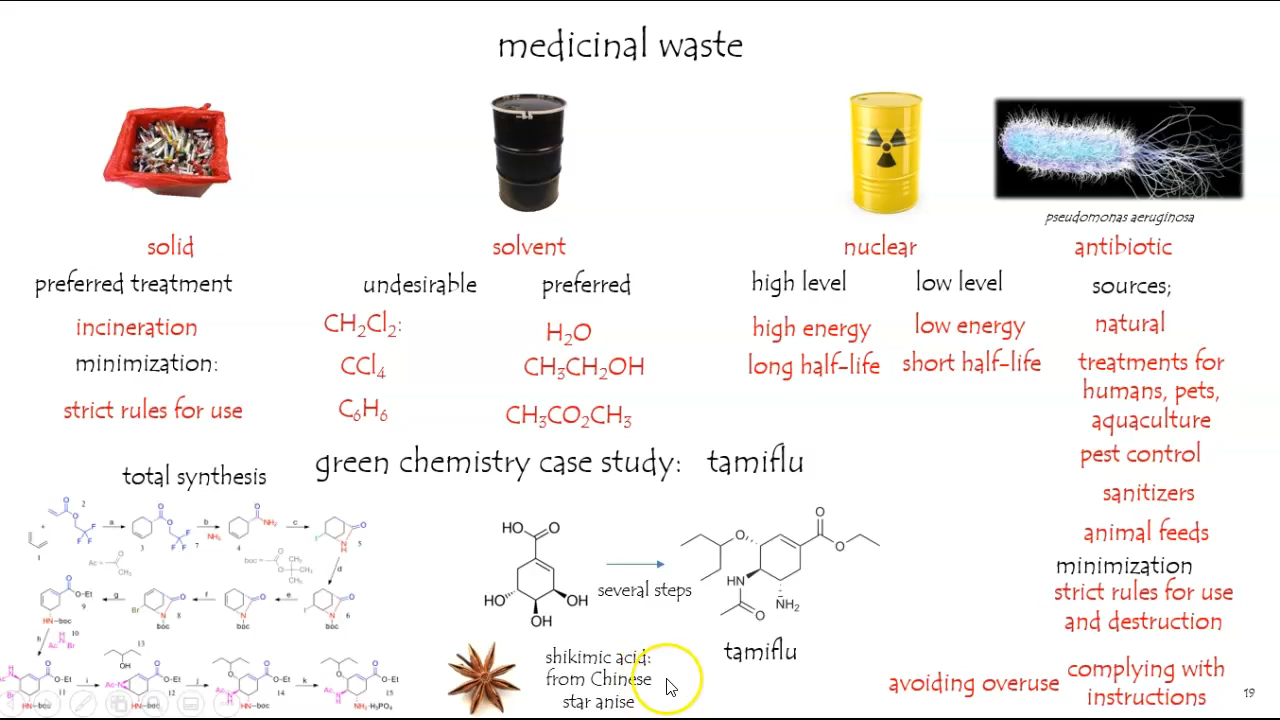 medicinal waste
pseudomonas aeruginosa
solid
solvent
nuclear
antibiotic
preferred treatment
undesirable
preferred
high level
low level
sources;
incineration
CH₂Cl₂:
H₂O
high energy
low energy
natural
minimization:
CCl₄
CH₃CH₂OH
long half-life
short half-life
treatments for
humans, pets,
aquaculture
strict rules for use
C₆H₆
CH₃CO₂CH₃
pest control
sanitizers
animal feeds
minimization
strict rules for use
and destruction
avoiding overuse
complying with
instructions
green chemistry case study: tamiflu
total synthesis
several steps
HO O
HO OH
OH
O
O
O
HN
O
NH₂
tamiflu
shikimic acid:
from Chinese
star anise
19